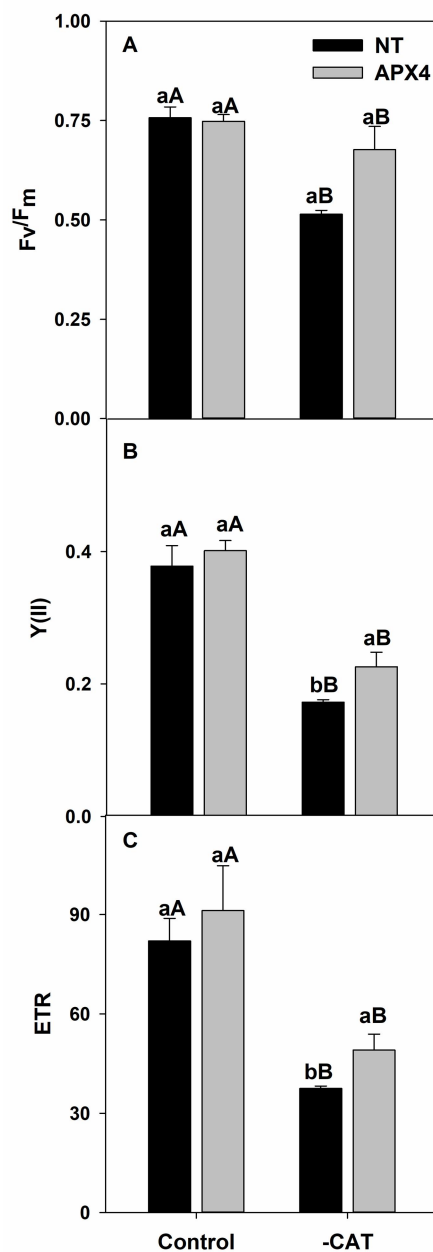 A
NT
APX4
1.00
0.75
0.50
0.25
0.00
Fv/Fm
aA
aA
aB
aB
B
0.4
0.2
0.0
Y(II)
aA
aA
bB
aB
C
90
60
30
0
ETR
aA
aA
bB
aB
Control
-CAT